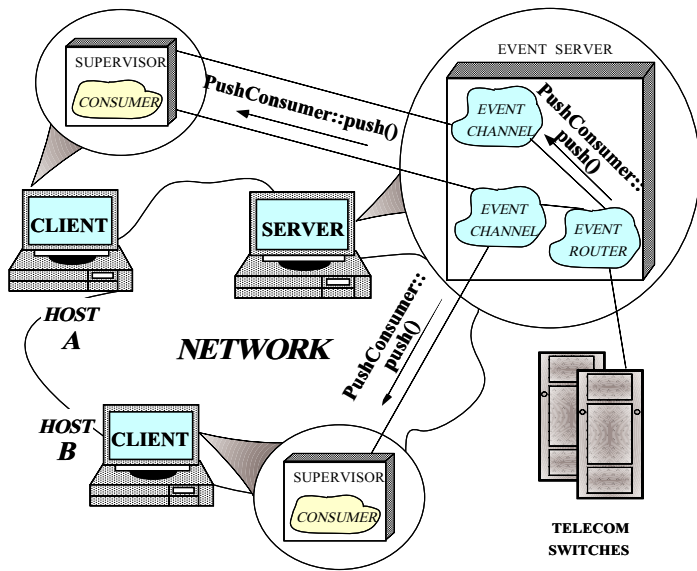 SUPERVISOR
CONSUMER
PushConsumer::push()
EVENT SERVER
EVENT
CHANNEL
PushConsumer::
push()
EVENT
CHANNEL
EVENT
ROUTER
CLIENT
SERVER
HOST
A
NETWORK
PushConsumer::
push()
HOST
B
CLIENT
SUPERVISOR
CONSUMER
TELECOM
SWITCHES